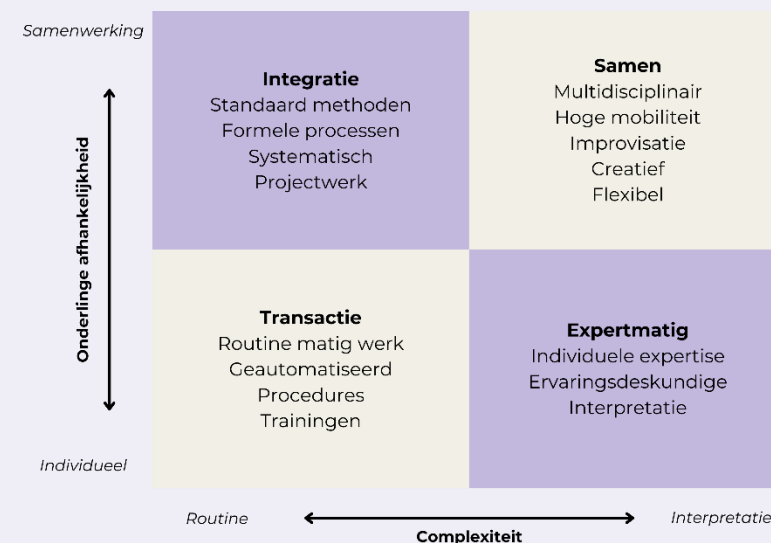 Samenwerking
Integratie
Standaard methoden
Formele processen
Systematisch
Projectwerk
Samen
Multidisciplinair
Hoge mobiliteit
Improvisatie
Creatief
Flexibel
Onderlinge afhankelijkheid
Transactie
Routine matig werk
Geautomatiseerd
Procedures
Trainingen
Expertmatig
Individuele expertise
Ervaringsdeskundige
Interpretatie
Individueel
Routine
Interpretatie
Complexiteit